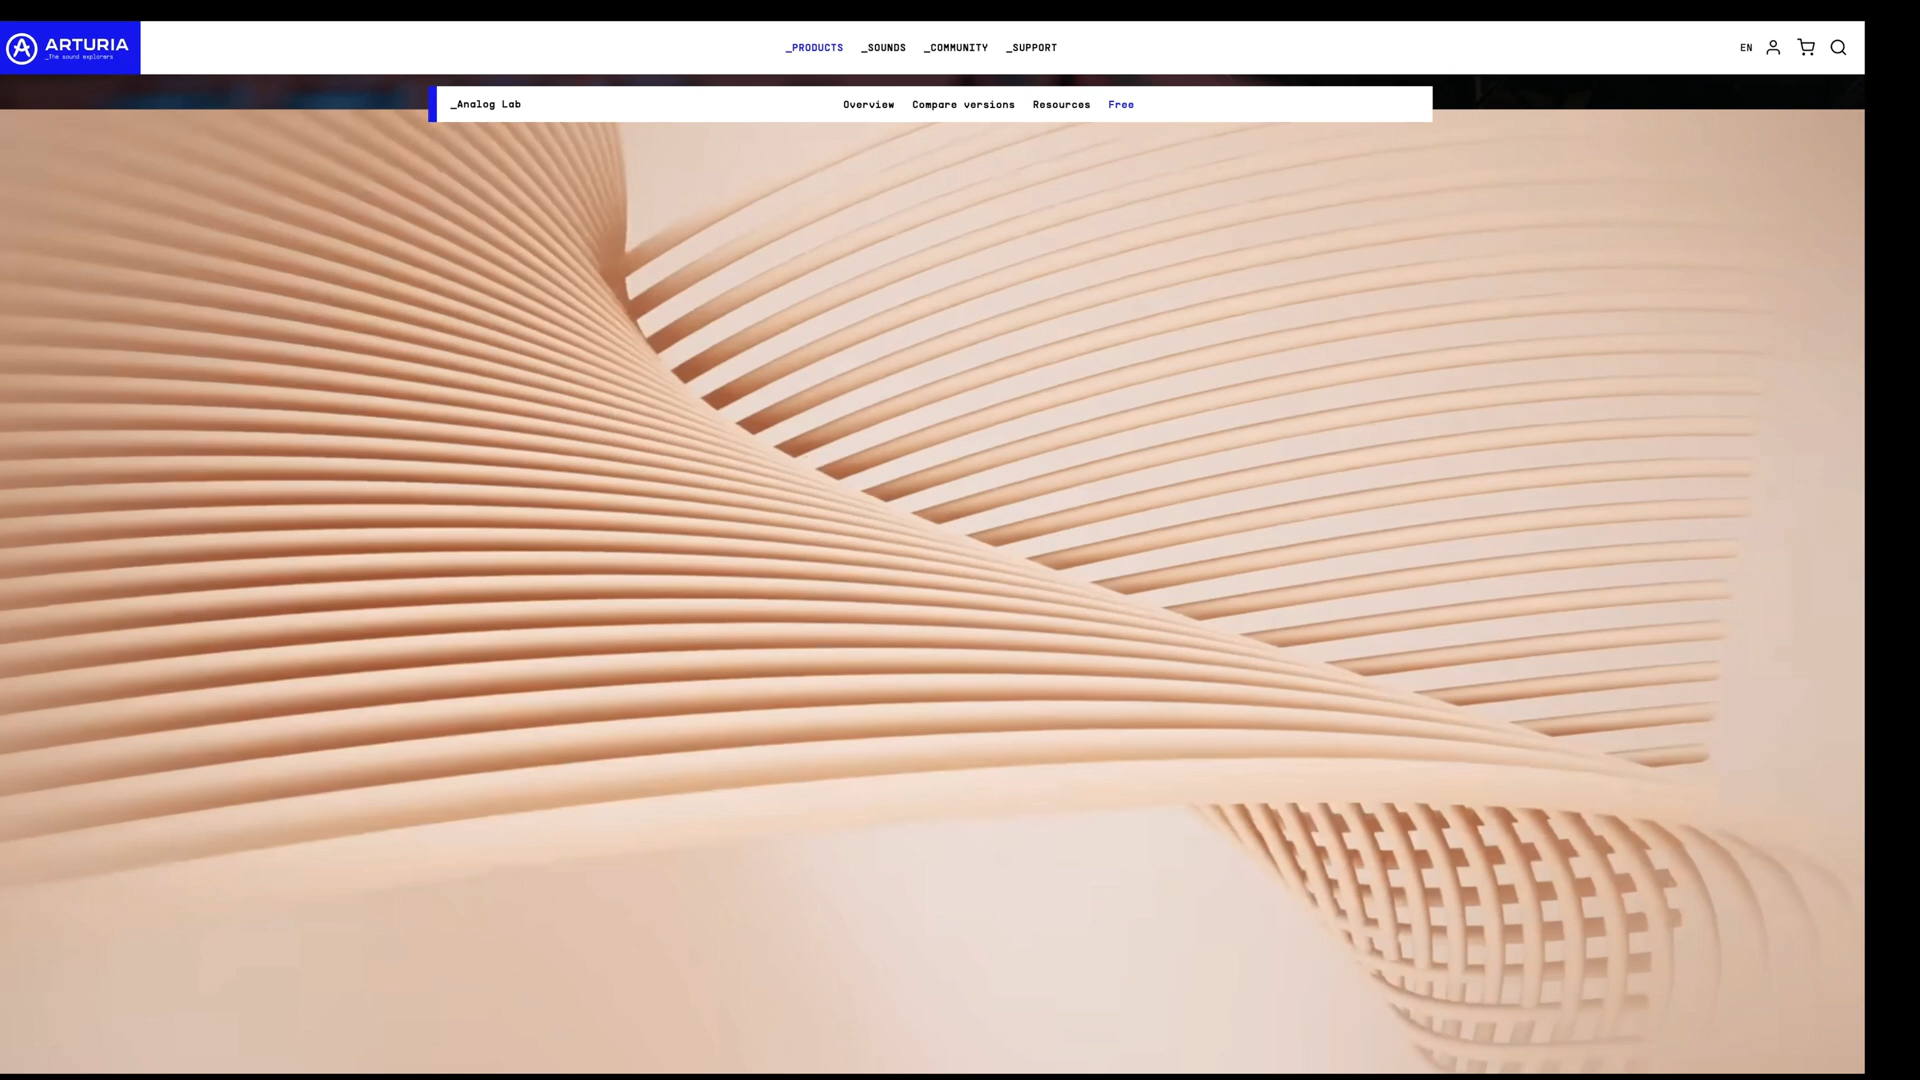 ARTURIA
_The sound explorers
_PRODUCTS _SOUNDS _COMMUNITY _SUPPORT
EN
_Analog Lab
Overview Compare versions Resources Free